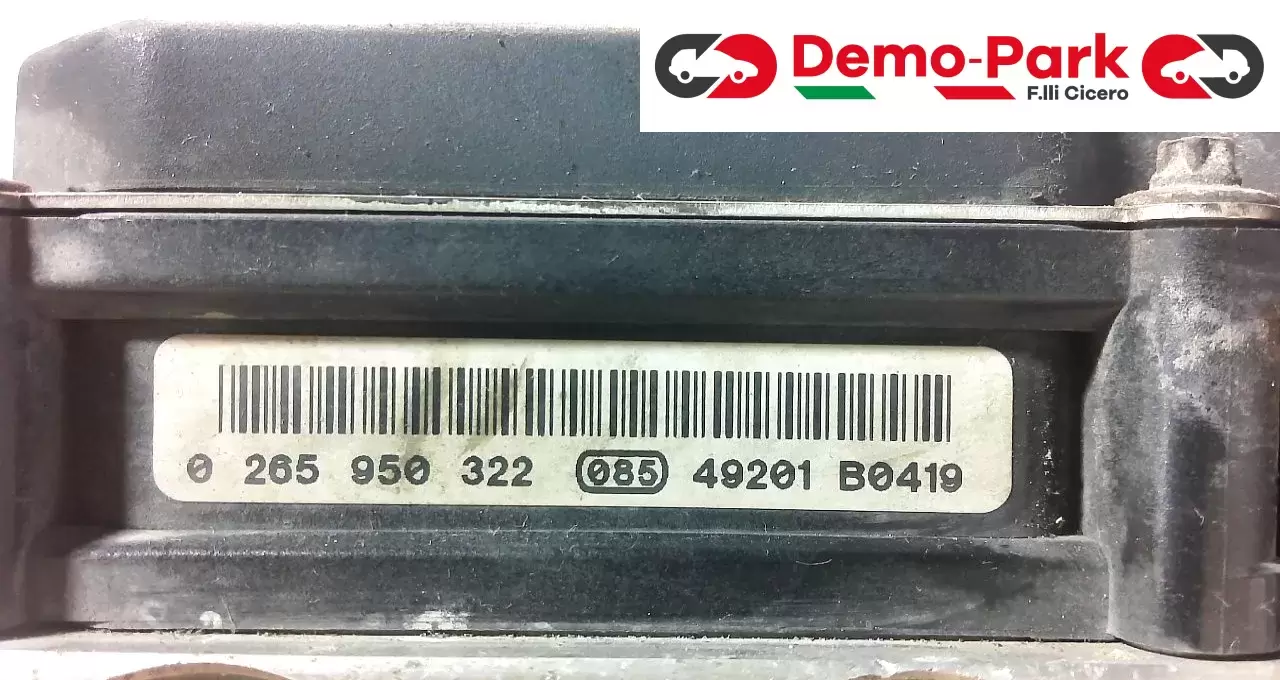 Demo-Park
F.lli Cicero
0 265 950 322 085 49201 B0419